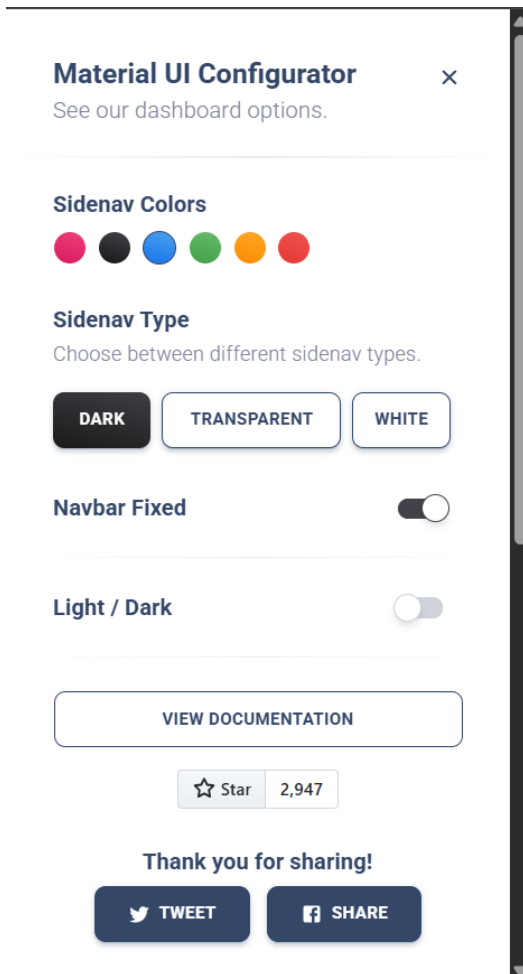 Material UI Configurator
See our dashboard options.
Sidenav Colors
Sidenav Type
Choose between different sidenav types.
DARK
TRANSPARENT
WHITE
Navbar Fixed
Light / Dark
VIEW DOCUMENTATION
Star 2,947
Thank you for sharing!
TWEET
SHARE